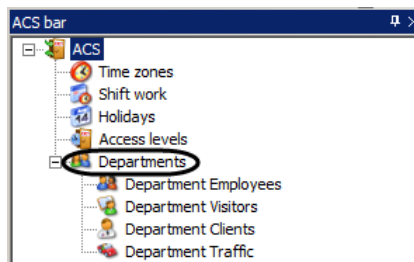 ACS bar
ACS
Time zones
Shift work
Holidays
Access levels
Departments
Department Employees
Department Visitors
Department Clients
Department Traffic